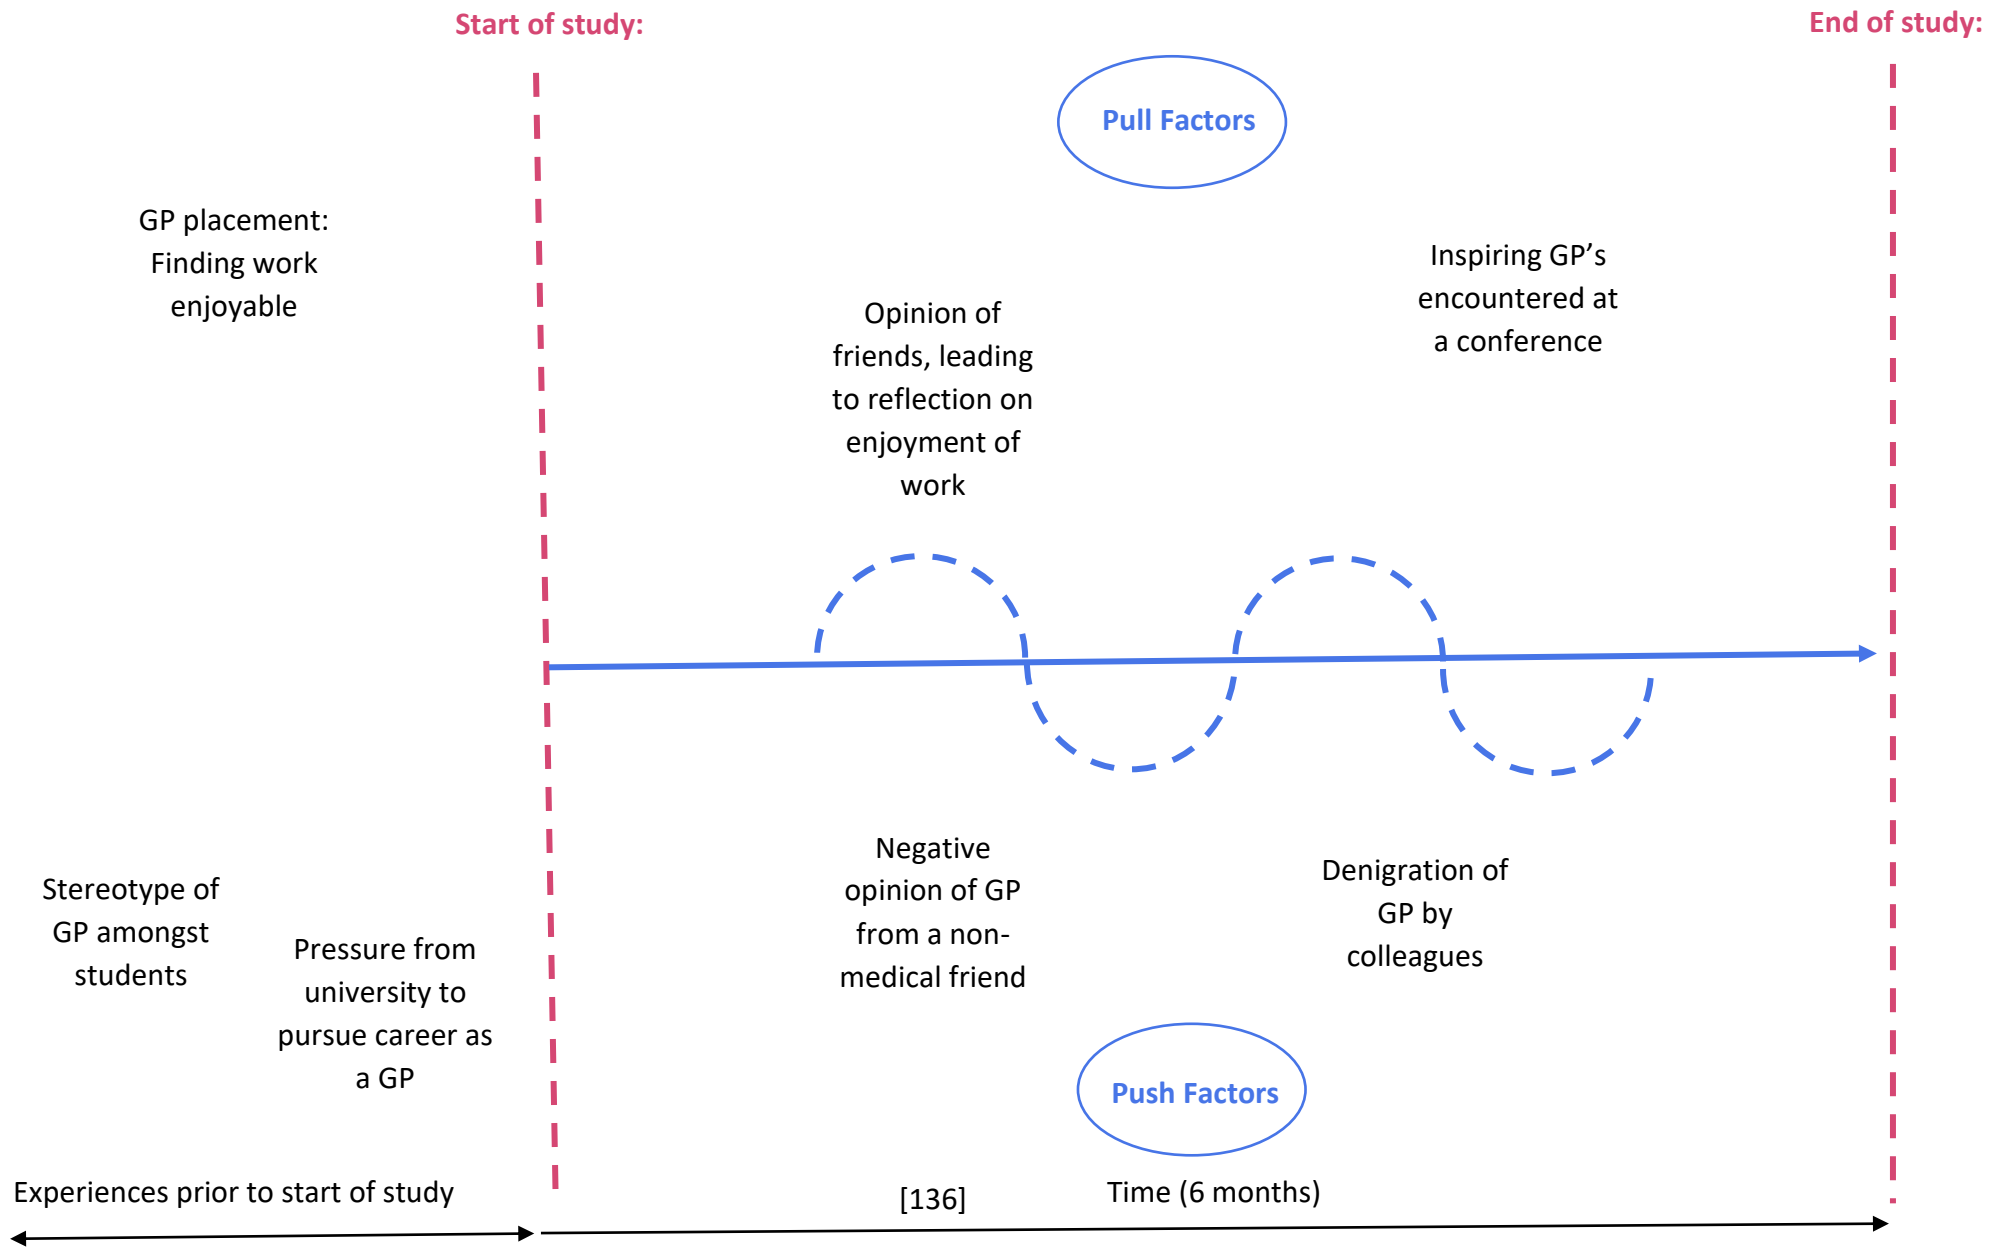 Start of study:
End of study:
Pull Factors
GP placement:
Finding work
enjoyable
Opinion of
friends, leading
to reflection on
enjoyment of
work
Inspiring GP’s
encountered at
a conference
Stereotype of
GP amongst
students
Pressure from
university to
pursue career as
a GP
Negative
opinion of GP
from a non-
medical friend
Denigration of
GP by
colleagues
Push Factors
Experiences prior to start of study
[136]
Time (6 months)